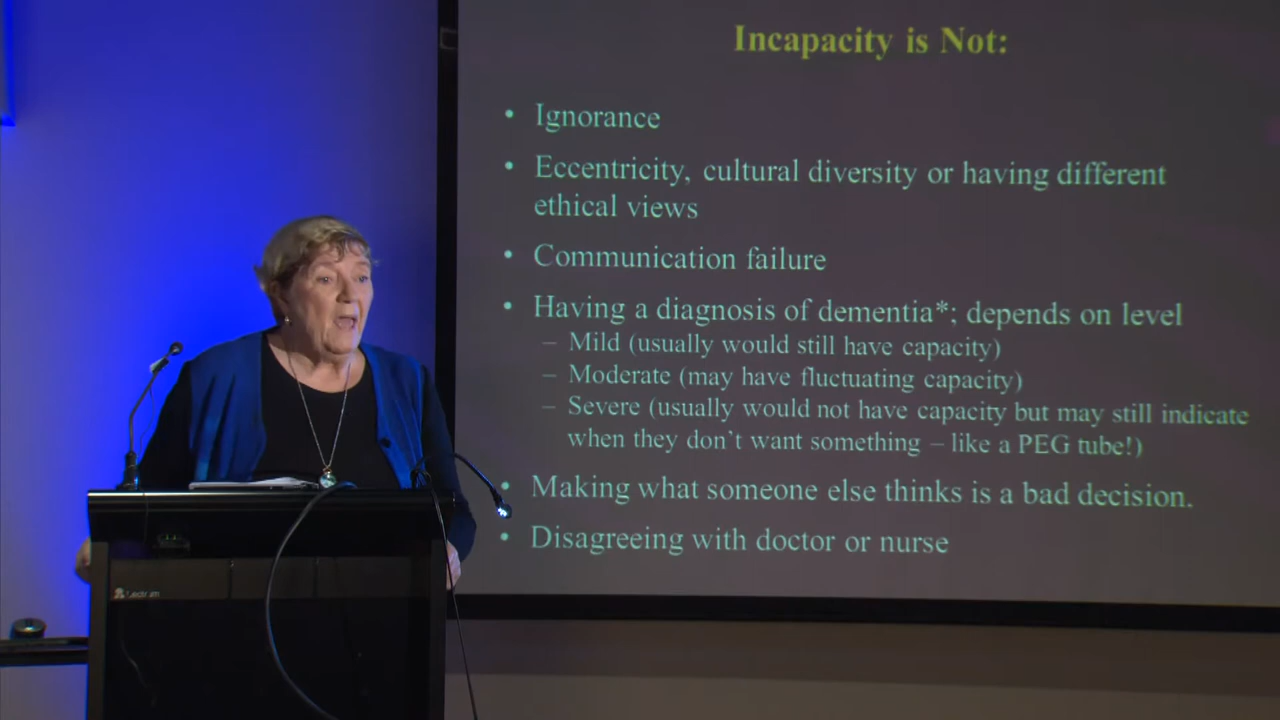 Incapacity is Not:
• Ignorance
• Eccentricity, cultural diversity or having different
ethical views
• Communication failure
• Having a diagnosis of dementia*; depends on level
– Mild (usually would still have capacity)
– Moderate (may have fluctuating capacity)
– Severe (usually would not have capacity but may still indicate
when they don't want something – like a PEG tube!)
• Making what someone else thinks is a bad decision.
• Disagreeing with doctor or nurse